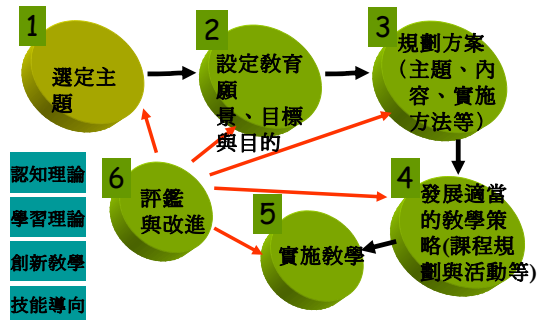 1
選定主
題
2
設定教育
願
景、目標
與目的
3
規劃方案
（主題、內
容、實施
方法等）
4
發展適當
的教學策
略(課程規
劃與活動等)
5
實施教學
6
評鑑
與改進
認知理論
學習理論
創新教學
技能導向